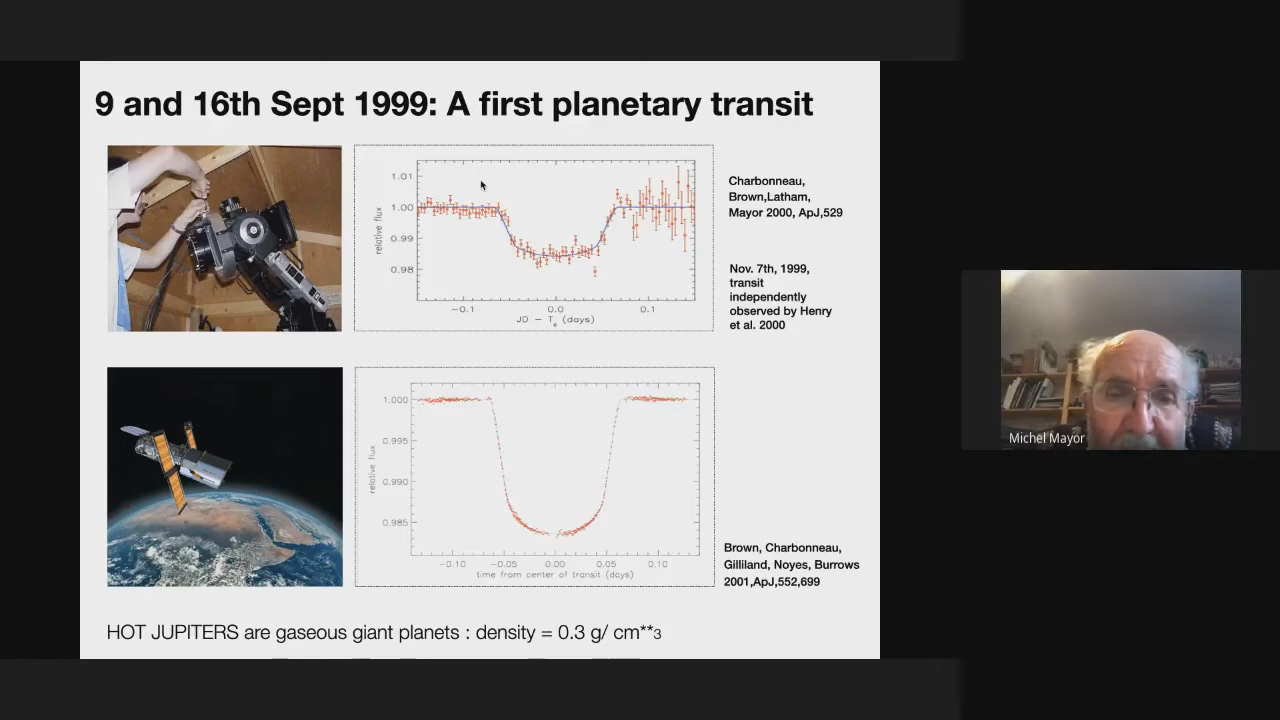 9 and 16th Sept 1999: A first planetary transit
1.01
1.00
0.99
0.98
relative flux
−0.1
0.0
0.1
JD − Tc (days)
Charbonneau,
Brown,Latham,
Mayor 2000, ApJ,529
Nov. 7th, 1999,
transit
independently
observed by Henry
et al. 2000
1.000
0.995
0.990
0.985
relative flux
−0.10
−0.05
0.00
0.05
0.10
time from center of transit (days)
Brown, Charbonneau,
Gilliland, Noyes, Burrows
2001,ApJ,552,699
HOT JUPITERS are gaseous giant planets : density = 0.3 g/ cm**3
Michel Mayor